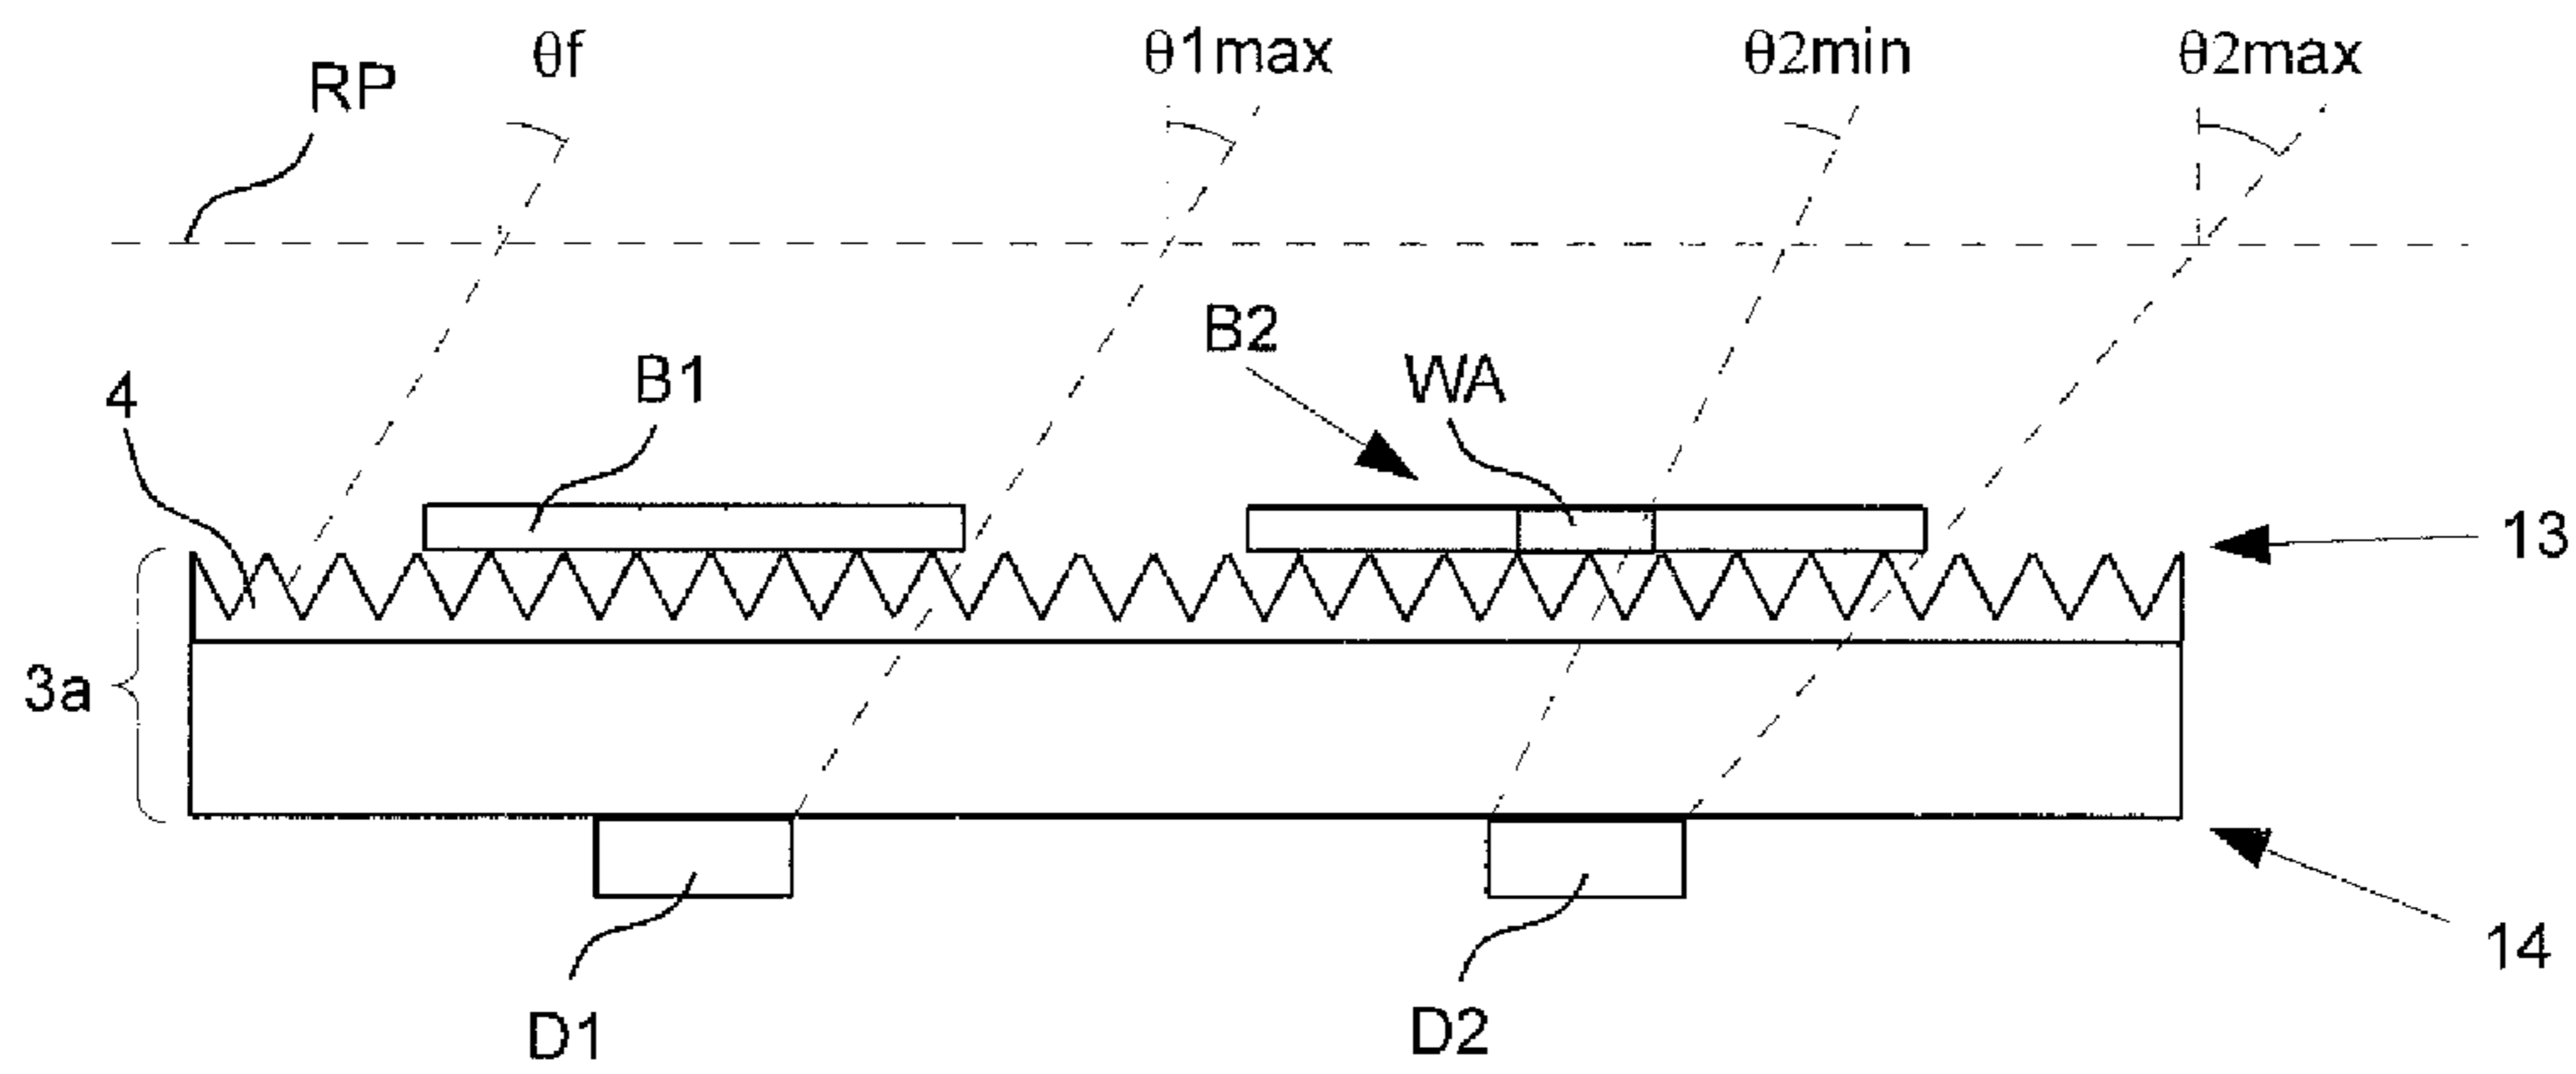 θf θ1max θ2min θ2max
RP
B2
B1 WA
4
13
3a
14
D1 D2